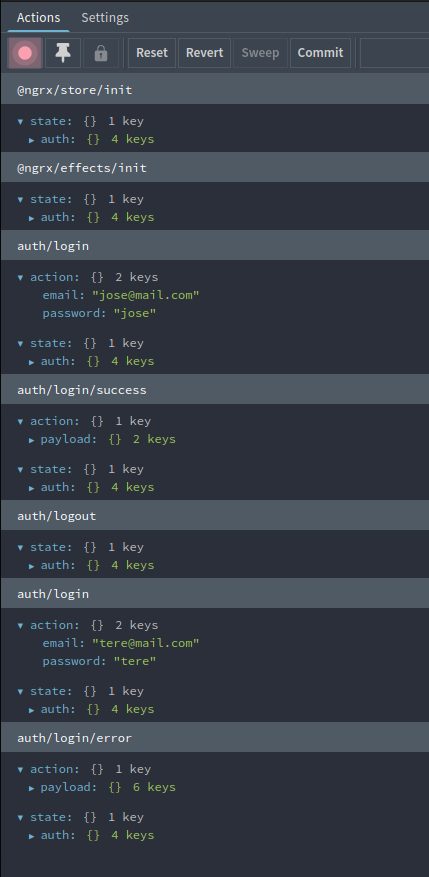 Actions Settings
Reset Revert Sweep Commit
@ngrx/store/init
▾ state: {} 1 key
▸ auth: {} 4 keys
@ngrx/effects/init
▾ state: {} 1 key
▸ auth: {} 4 keys
auth/login
▾ action: {} 2 keys
email: "jose@mail.com"
password: "jose"
▾ state: {} 1 key
▸ auth: {} 4 keys
auth/login/success
▾ action: {} 1 key
▸ payload: {} 2 keys
▾ state: {} 1 key
▸ auth: {} 4 keys
auth/logout
▾ state: {} 1 key
▸ auth: {} 4 keys
auth/login
▾ action: {} 2 keys
email: "tere@mail.com"
password: "tere"
▾ state: {} 1 key
▸ auth: {} 4 keys
auth/login/error
▾ action: {} 1 key
▸ payload: {} 6 keys
▾ state: {} 1 key
▸ auth: {} 4 keys